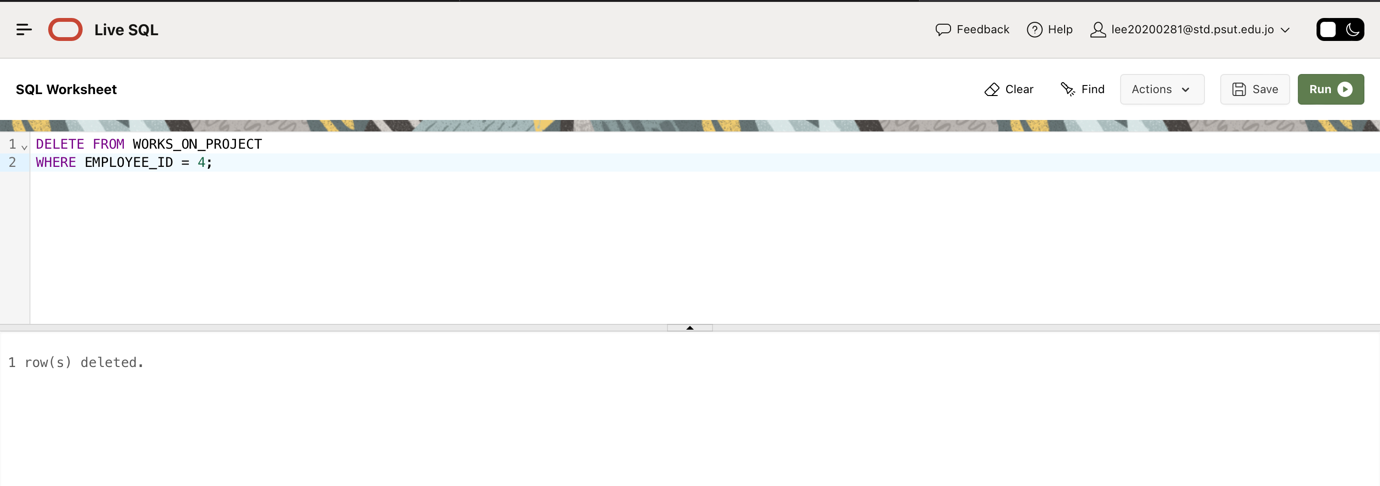 Live SQL
Feedback
Help
lee20200281@std.psut.edu.jo
SQL Worksheet
Clear
Find
Actions
Save
Run
1 DELETE FROM WORKS_ON_PROJECT
2 WHERE EMPLOYEE_ID = 4;
1 row(s) deleted.